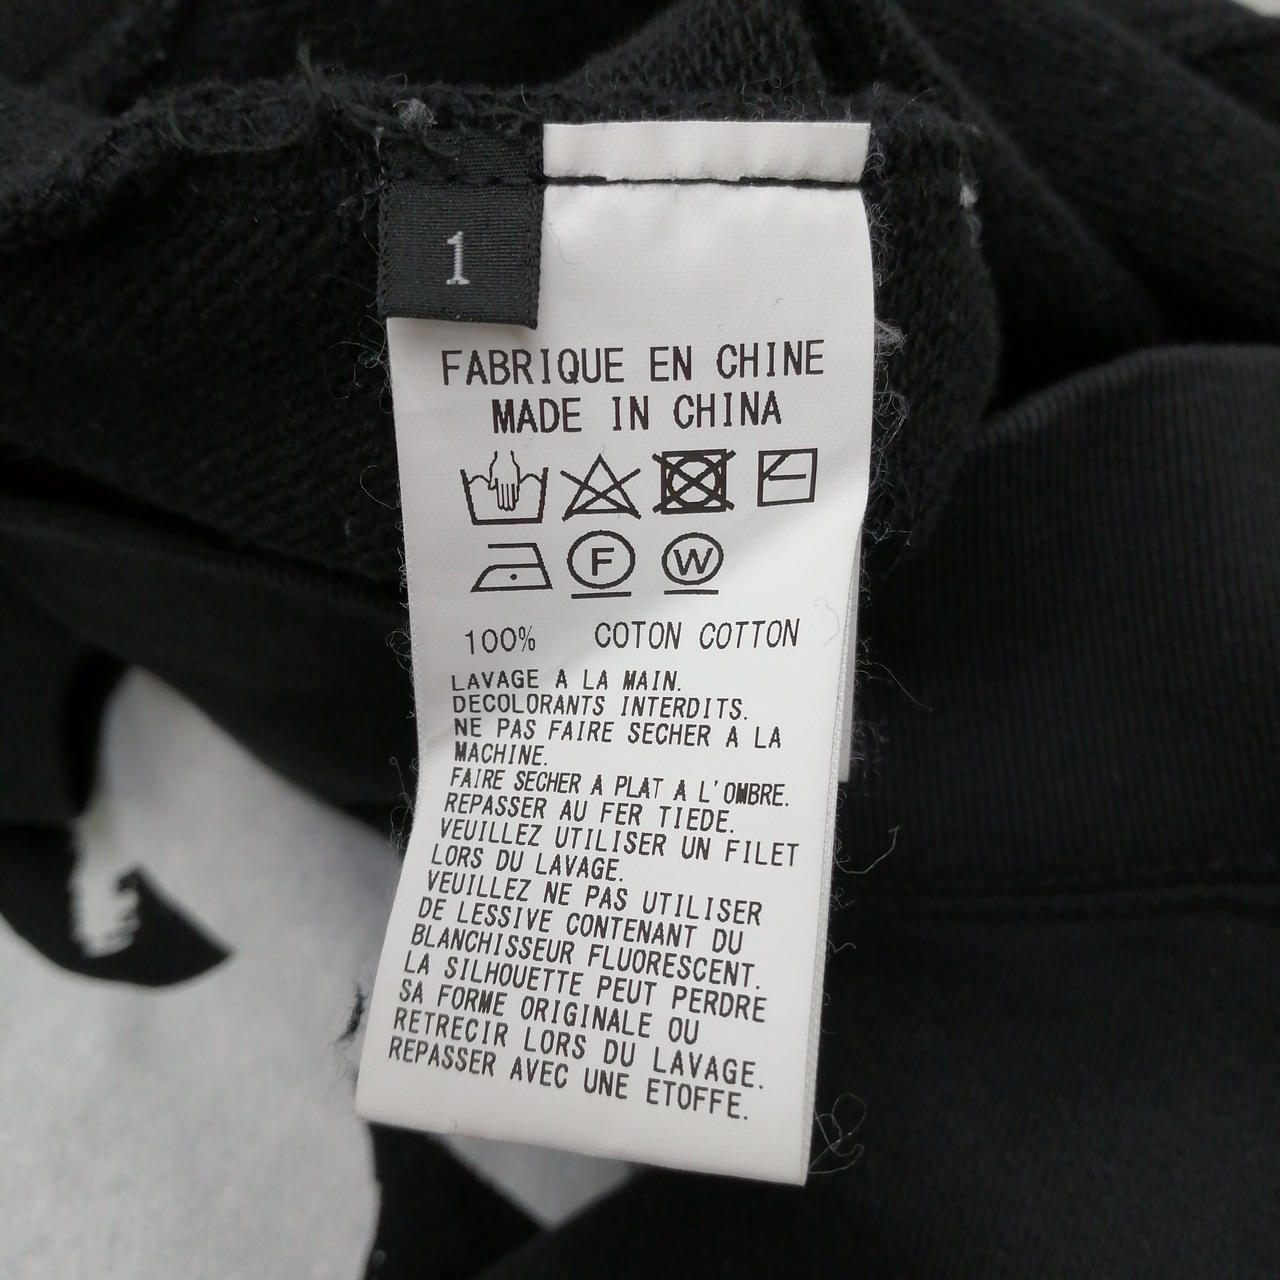 1
FABRIQUE EN CHINE
MADE IN CHINA
F W
100% COTON COTTON
LAVAGE A LA MAIN.
DECOLORANTS INTERDITS.
NE PAS FAIRE SECHER A LA
MACHINE.
FAIRE SECHER A PLAT A L'OMBRE.
REPASSER AU FER TIEDE.
VEUILLEZ UTILISER UN FILET
LORS DU LAVAGE.
VEUILLEZ NE PAS UTILISER
DE LESSIVE CONTENANT DU
BLANCHISSEUR FLUORESCENT.
LA SILHOUETTE PEUT PERDRE
SA FORME ORIGINALE OU
RETRECIR LORS DU LAVAGE.
REPASSER AVEC UNE ETOFFE.